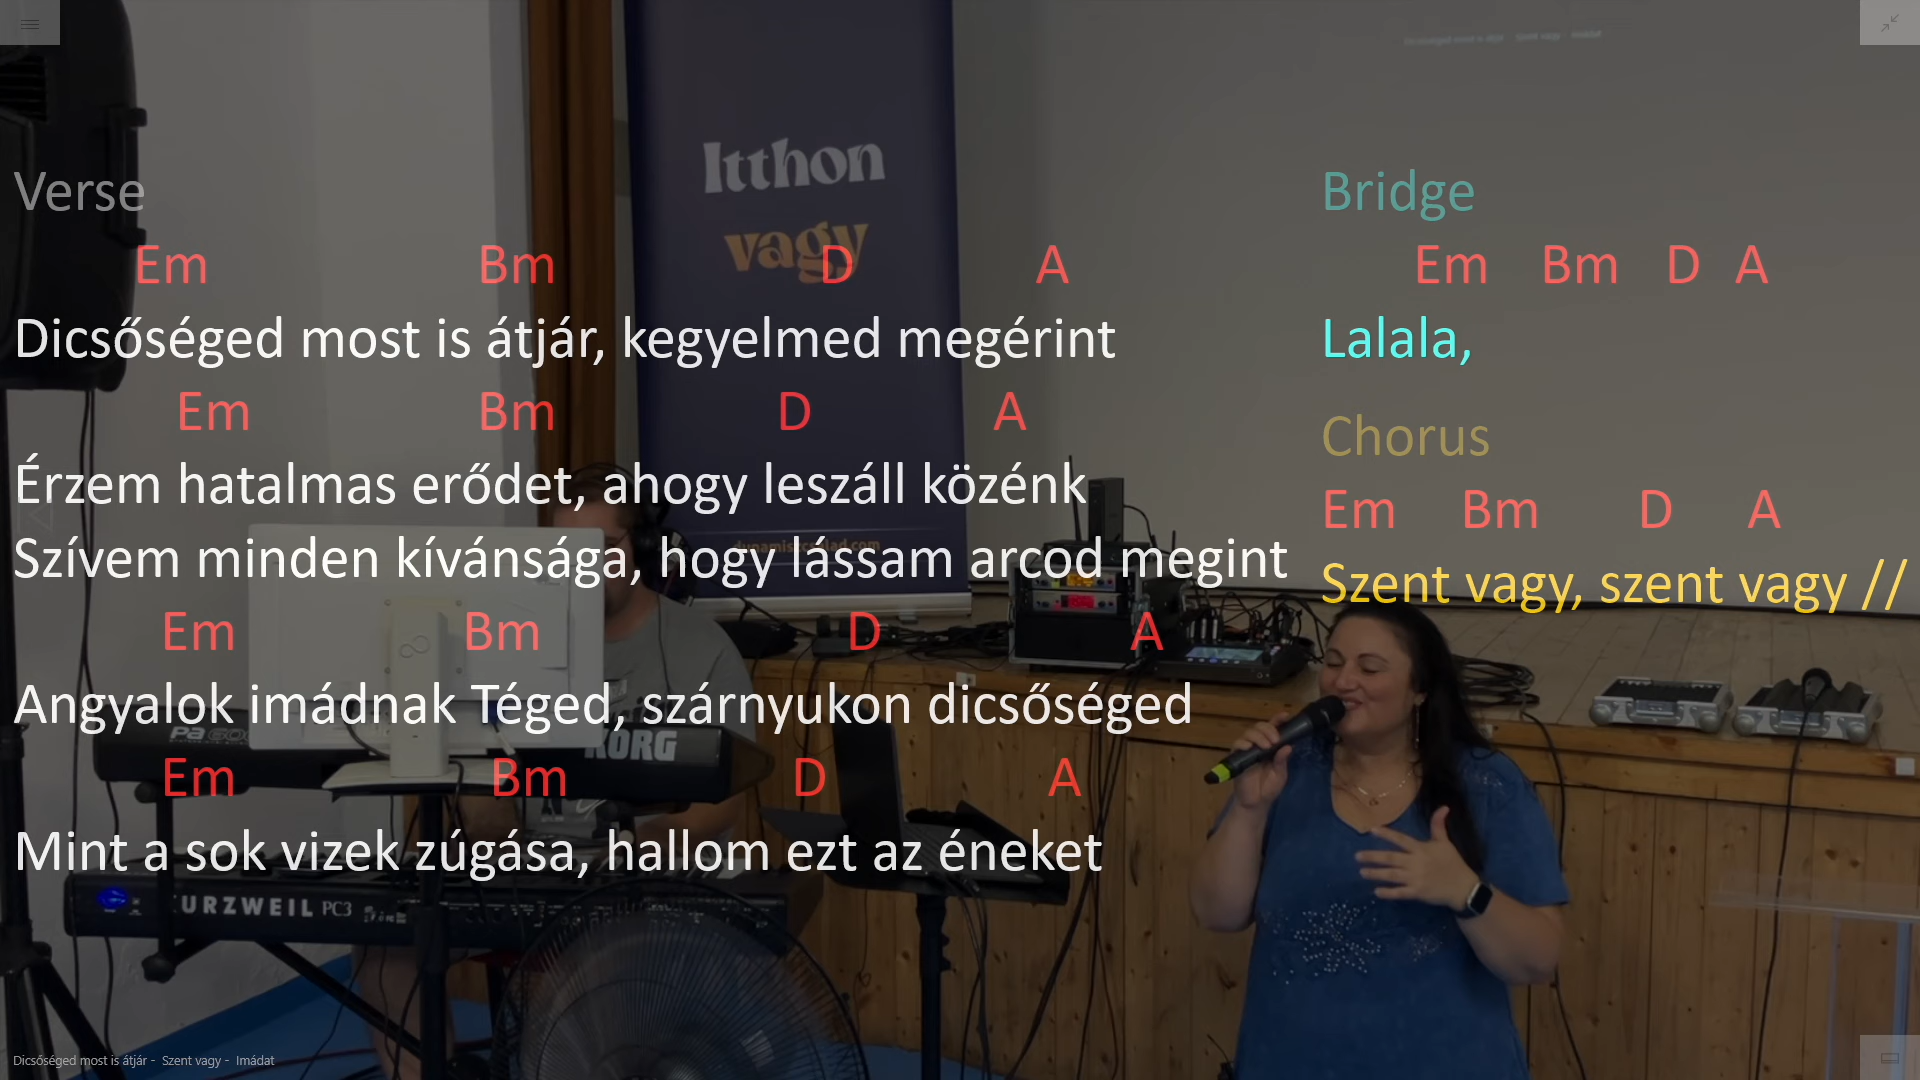 Verse
Em Bm D A
Dicsőséged most is átjár, kegyelmed megérint
Em Bm D A
Érzem hatalmas erődet, ahogy leszáll közénk
Szívem minden kívánsága, hogy lássam arcod megint
Em Bm D A
Angyalok imádnak Téged, szárnyukon dicsőséged
Em Bm D A
Mint a sok vizek zúgása, hallom ezt az éneket
Bridge
Em Bm D A
Lalala,
Chorus
Em Bm D A
Szent vagy, szent vagy //
Itthon
vagy
KORG
KURZWEIL PC3
Dicsőséged most is átjár - Szent vagy - Imádat